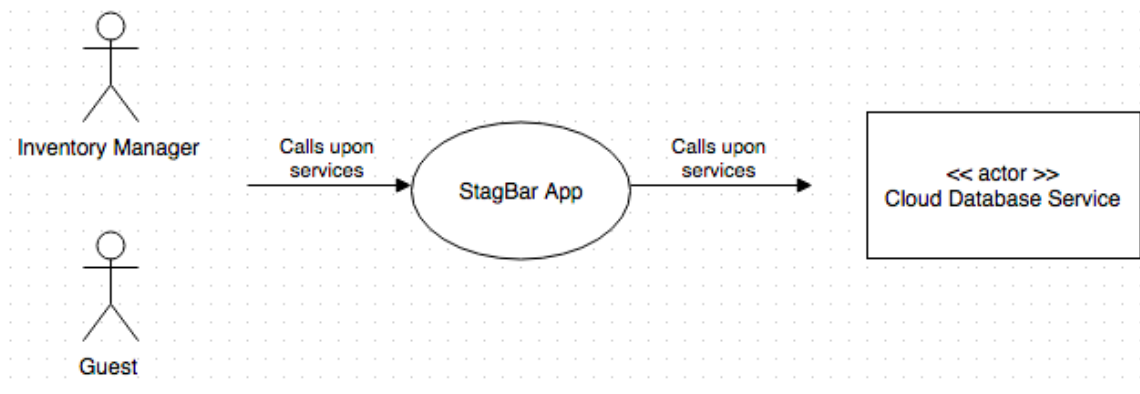 Inventory Manager
Calls upon
services
StagBar App
Calls upon
services
<< actor >>
Cloud Database Service
Guest